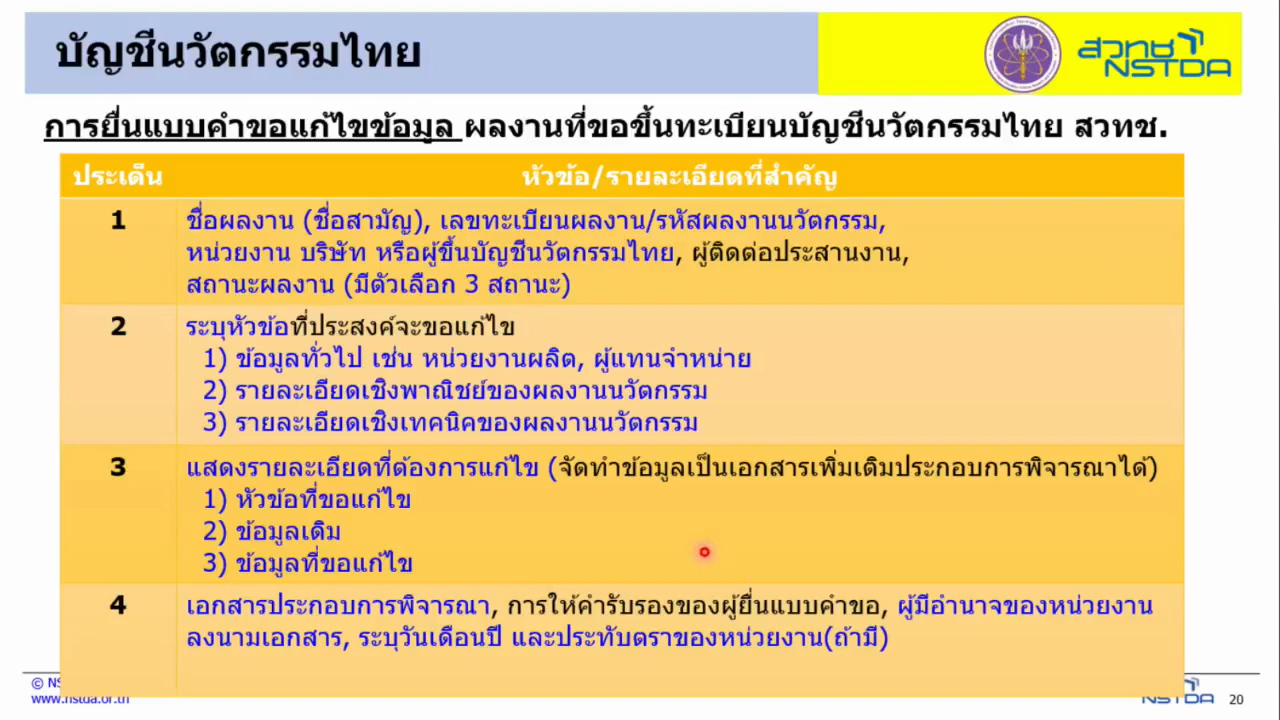 บัญชีนวัตกรรมไทย
สวทช
NSTDA
การยื่นแบบคำขอแก้ไขข้อมูล ผลงานที่ขอขึ้นทะเบียนบัญชีนวัตกรรมไทย สวทช.
ประเด็น หัวข้อ/รายละเอียดที่สำคัญ
1 ชื่อผลงาน (ชื่อสามัญ), เลขทะเบียนผลงาน/รหัสผลงานนวัตกรรม,
หน่วยงาน บริษัท หรือผู้ขึ้นบัญชีนวัตกรรมไทย, ผู้ติดต่อประสานงาน,
สถานะผลงาน (มีตัวเลือก 3 สถานะ)
2 ระบุหัวข้อที่ประสงค์จะขอแก้ไข
1) ข้อมูลทั่วไป เช่น หน่วยงานผลิต, ผู้แทนจำหน่าย
2) รายละเอียดเชิงพาณิชย์ของผลงานนวัตกรรม
3) รายละเอียดเชิงเทคนิคของผลงานนวัตกรรม
3 แสดงรายละเอียดที่ต้องการแก้ไข (จัดทำข้อมูลเป็นเอกสารเพิ่มเติมประกอบการพิจารณาได้)
1) หัวข้อที่ขอแก้ไข
2) ข้อมูลเดิม
3) ข้อมูลที่ขอแก้ไข
4 เอกสารประกอบการพิจารณา, การให้คำรับรองของผู้ยื่นแบบคำขอ, ผู้มีอำนาจของหน่วยงาน
ลงนามเอกสาร, ระบุวันเดือนปี และประทับตราของหน่วยงาน(ถ้ามี)
©
www.nstda.or.th
NSTDA 20